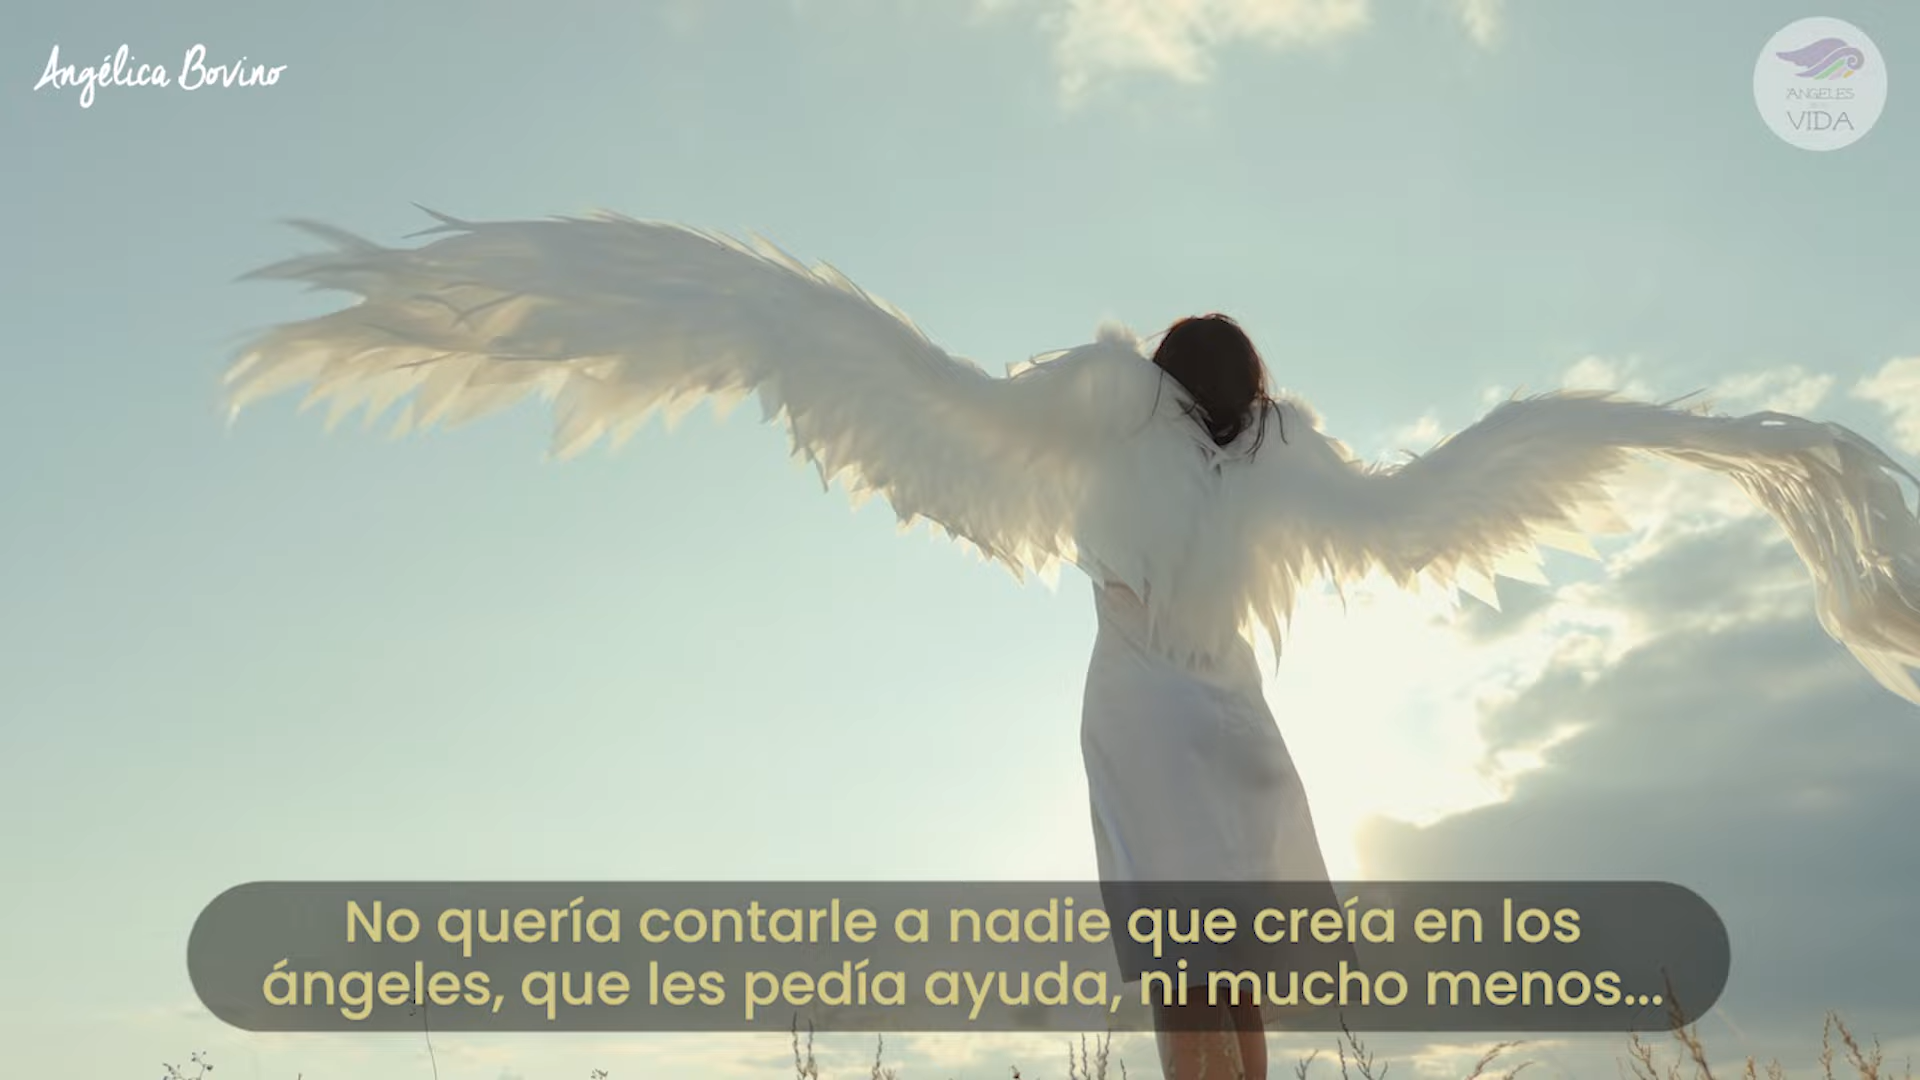 Angélica Bovino
ÁNGELES
VIDA
No quería contarle a nadie que creía en los
ángeles, que les pedía ayuda, ni mucho menos...